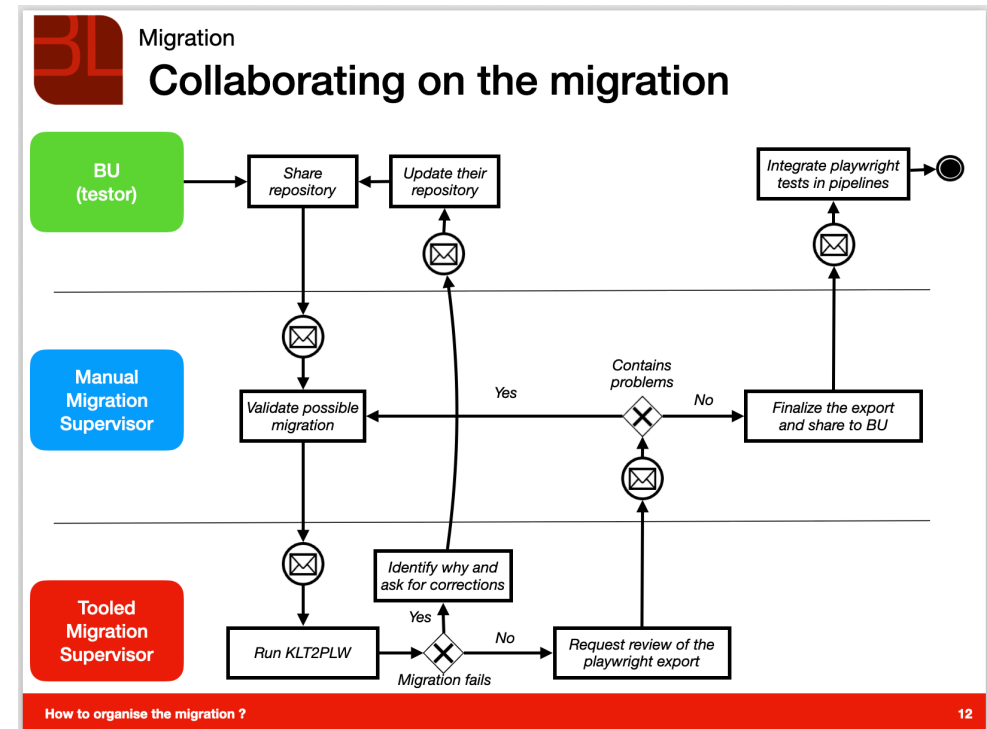 BL
Migration
Collaborating on the migration
BU
(testor)
Share
repository
Update their
repository
Integrate playwright
tests in pipelines
Manual
Migration
Supervisor
Validate possible
migration
Yes
Contains
problems
No
Finalize the export
and share to BU
Tooled
Migration
Supervisor
Identify why and
ask for corrections
Yes
Run KLT2PLW
No
Migration fails
Request review of the
playwright export
How to organise the migration ?
12